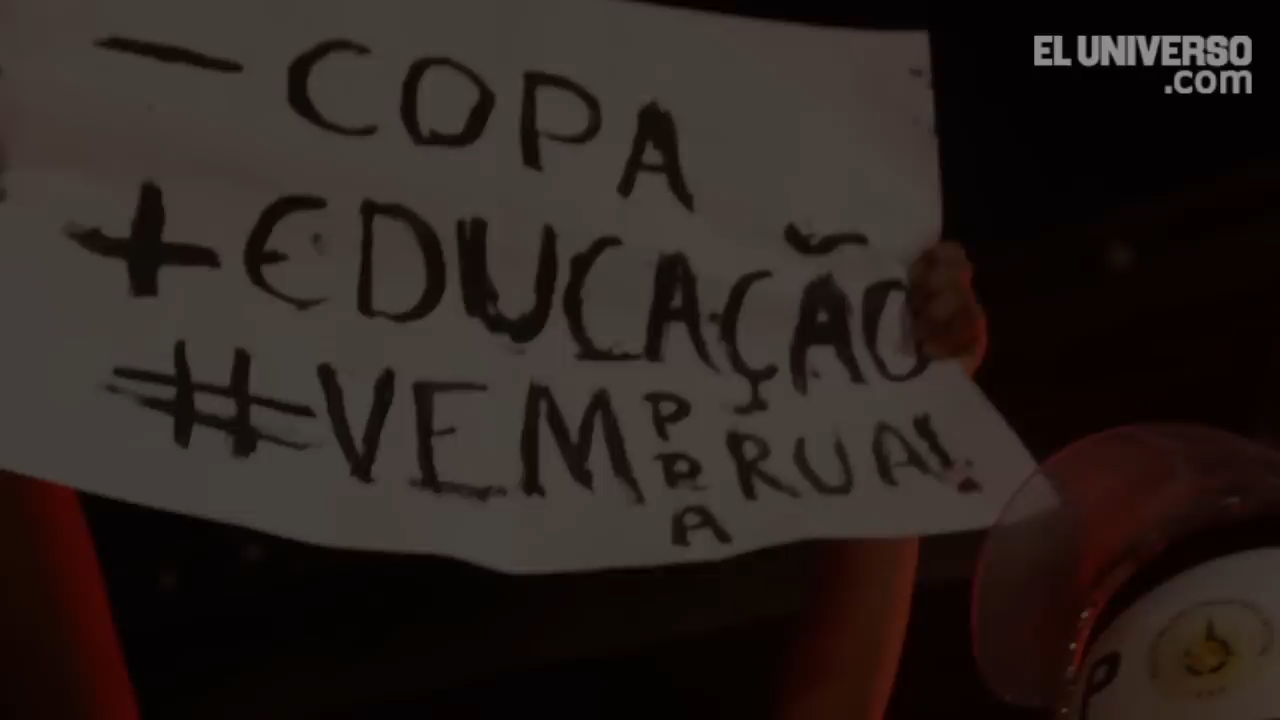 EL UNIVERSO
.com
- COPA
+ EDUCAÇÃO
#VEM PRA RUA!
P